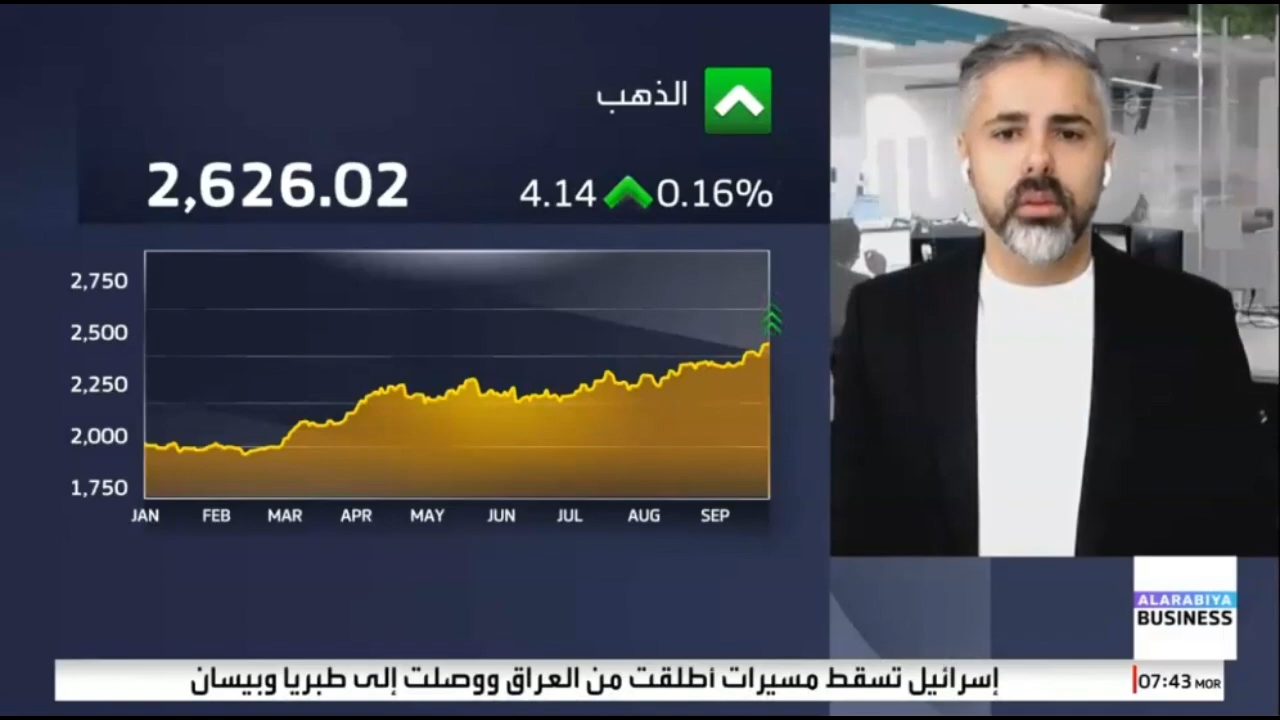 الذهب
2,626.02
4.14 0.16%
2,750
2,500
2,250
2,000
1,750
JAN FEB MAR APR MAY JUN JUL AUG SEP
ALARABIYA
BUSINESS
إسرائيل تسقط مسيرات أطلقت من العراق ووصلت إلى طبريا وبيسان
07:43 MOR